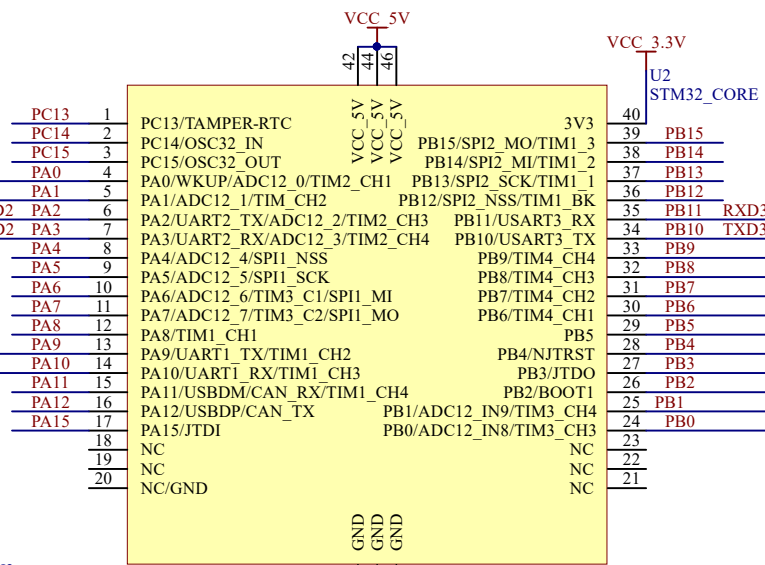 VCC_5V
VCC_3.3V
42
44
46
U2
STM32_CORE
VCC_5V
VCC_5V
VCC_5V
PC13 1 PC13/TAMPER-RTC 3V3 40
PC14 2 PC14/OSC32_IN PB15/SPI2_MO/TIM1_3 39 PB15
PC15 3 PC15/OSC32_OUT PB14/SPI2_MI/TIM1_2 38 PB14
PA0 4 PA0/WKUP/ADC12_0/TIM2_CH1 PB13/SPI2_SCK/TIM1_1 37 PB13
PA1 5 PA1/ADC12_1/TIM_CH2 PB12/SPI2_NSS/TIM1_BK 36 PB12
D2 PA2 6 PA2/UART2_TX/ADC12_2/TIM2_CH3 PB11/USART3_RX 35 PB11 RXD3
D2 PA3 7 PA3/UART2_RX/ADC12_3/TIM2_CH4 PB10/USART3_TX 34 PB10 TXD3
PA4 8 PA4/ADC12_4/SPI1_NSS PB9/TIM4_CH4 33 PB9
PA5 9 PA5/ADC12_5/SPI1_SCK PB8/TIM4_CH3 32 PB8
PA6 10 PA6/ADC12_6/TIM3_C1/SPI1_MI PB7/TIM4_CH2 31 PB7
PA7 11 PA7/ADC12_7/TIM3_C2/SPI1_MO PB6/TIM4_CH1 30 PB6
PA8 12 PA8/TIM1_CH1 PB5 29 PB5
PA9 13 PA9/UART1_TX/TIM1_CH2 PB4/NJTRST 28 PB4
PA10 14 PA10/UART1_RX/TIM1_CH3 PB3/JTDO 27 PB3
PA11 15 PA11/USBDM/CAN_RX/TIM1_CH4 PB2/BOOT1 26 PB2
PA12 16 PA12/USBDP/CAN_TX PB1/ADC12_IN9/TIM3_CH4 25 PB1
PA15 17 PA15/JTDI PB0/ADC12_IN8/TIM3_CH3 24 PB0
18 NC NC 23
19 NC NC 22
20 NC/GND NC 21
GND
GND
GND